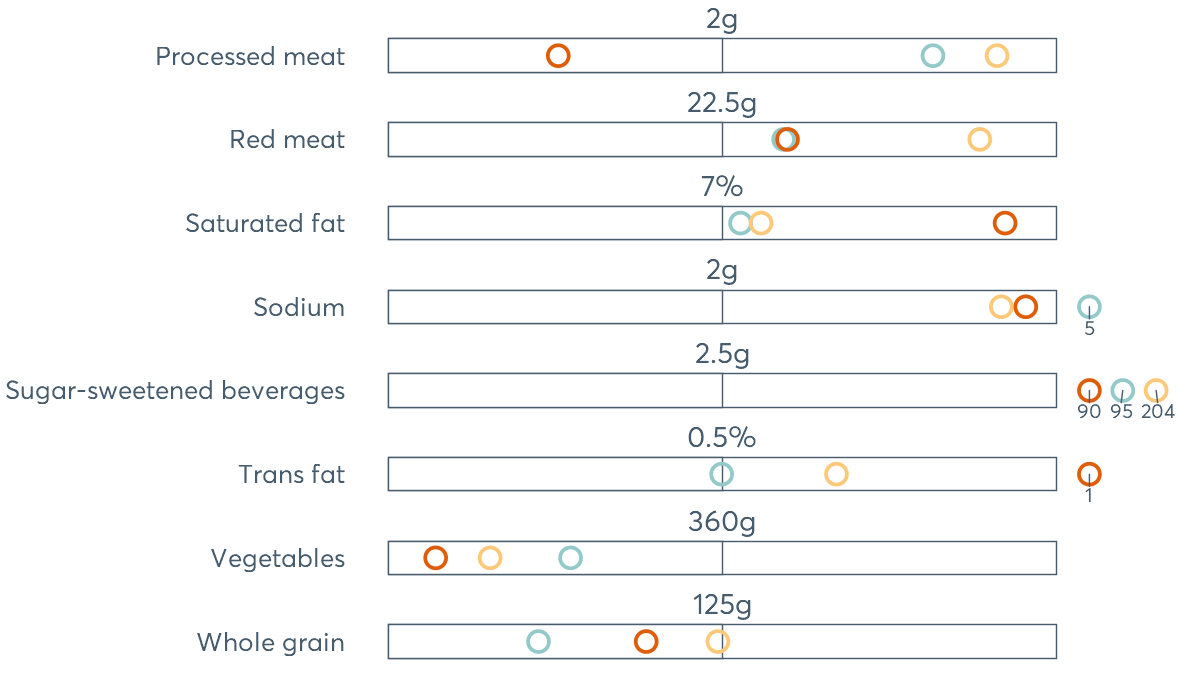 2g
Processed meat
22.5g
Red meat
7%
Saturated fat
2g
Sodium
5
2.5g
Sugar-sweetened beverages
90 95 204
0.5%
Trans fat
1
360g
Vegetables
125g
Whole grain